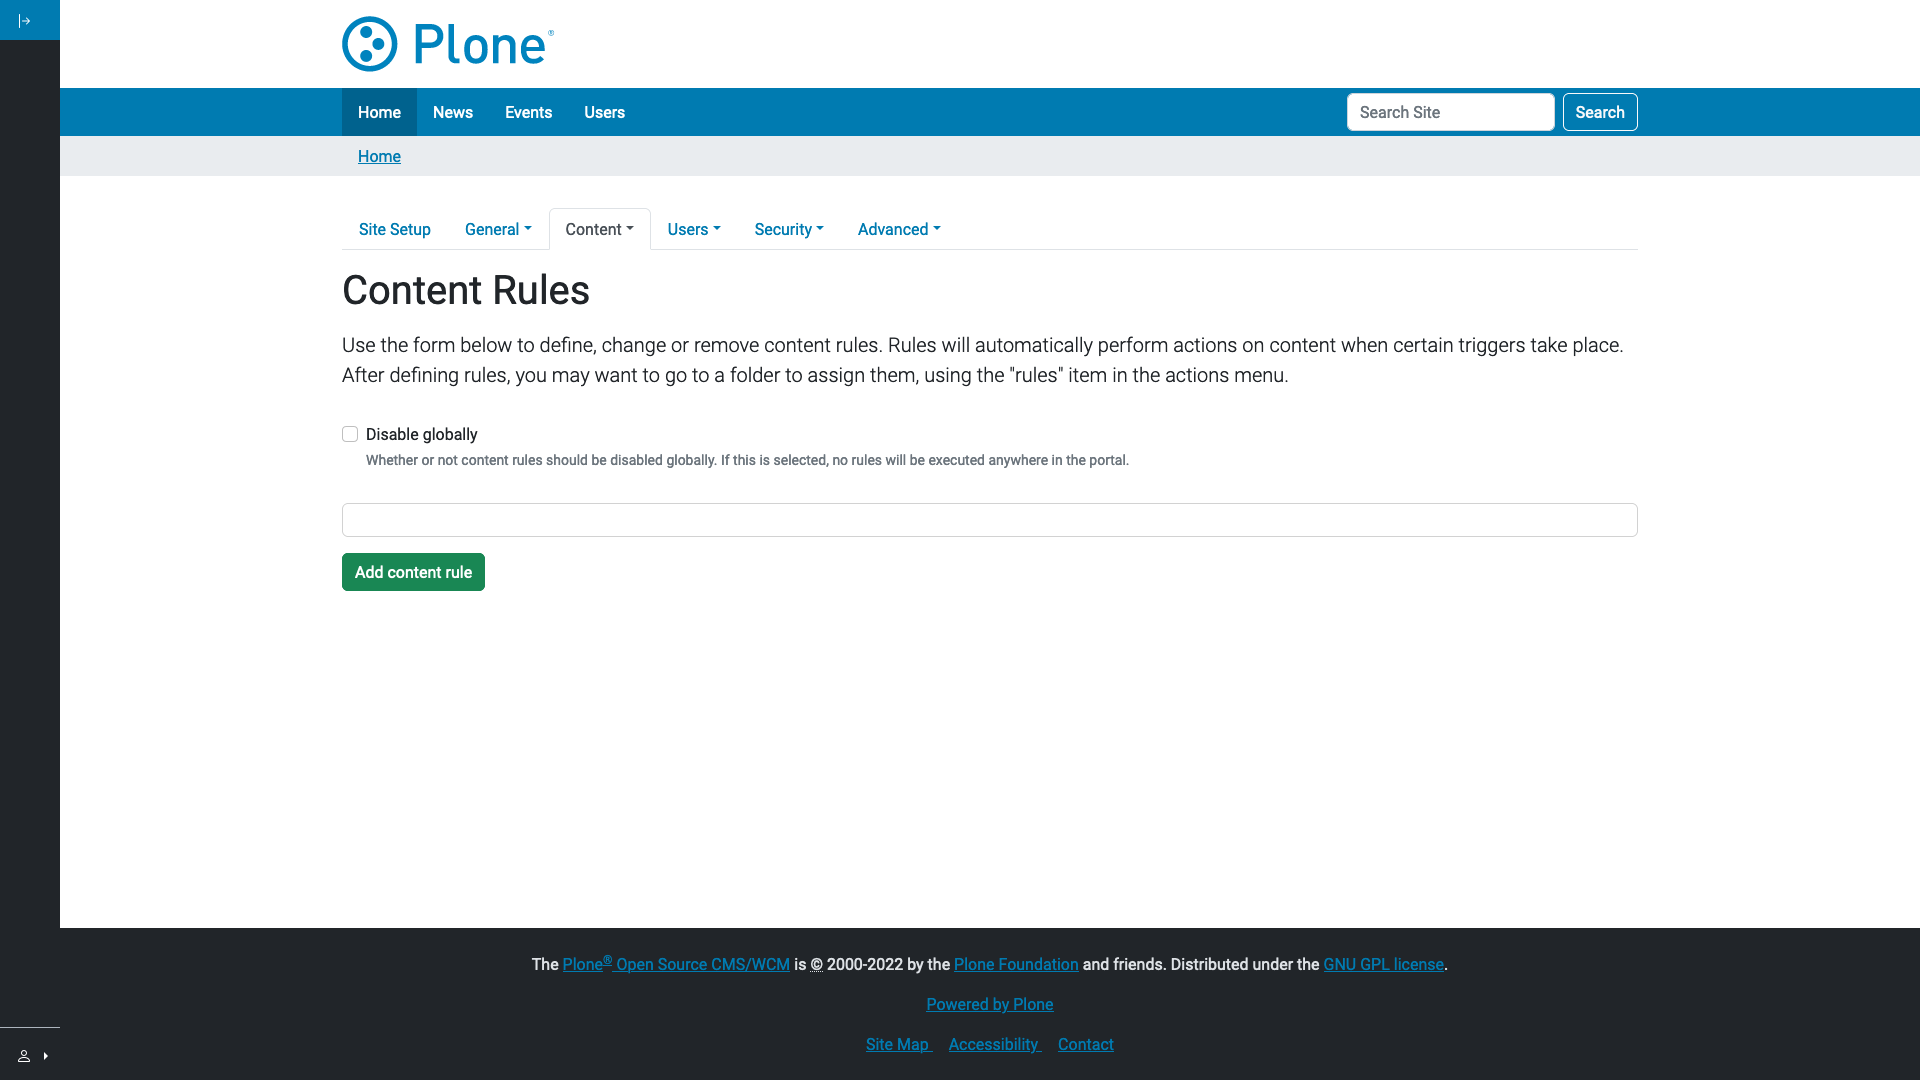 Plone®
Home News Events Users Search Site Search
Home
Site Setup General Content Users Security Advanced
Content Rules
Use the form below to define, change or remove content rules. Rules will automatically perform actions on content when certain triggers take place.
After defining rules, you may want to go to a folder to assign them, using the "rules" item in the actions menu.
Disable globally
Whether or not content rules should be disabled globally. If this is selected, no rules will be executed anywhere in the portal.
Add content rule
The Plone® Open Source CMS/WCM is © 2000-2022 by the Plone Foundation and friends. Distributed under the GNU GPL license.
Powered by Plone
Site Map Accessibility Contact